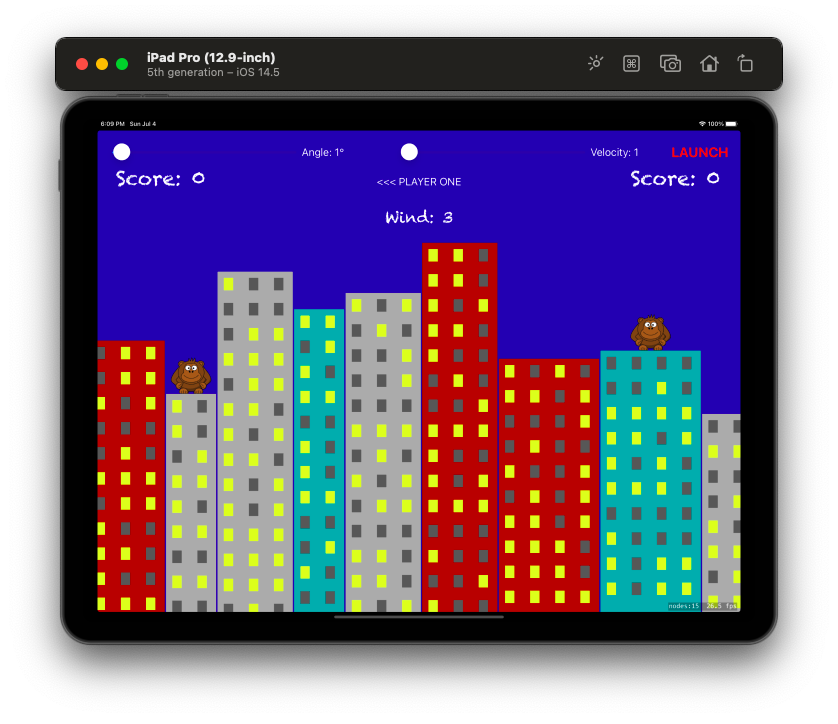 iPad Pro (12.9-inch)
5th generation – iOS 14.5
6:09 PM Sun Jul 4
100%
Angle: 1°
Velocity: 1
LAUNCH
Score: 0
<<< PLAYER ONE
Score: 0
Wind: 3
nodes:15
fps